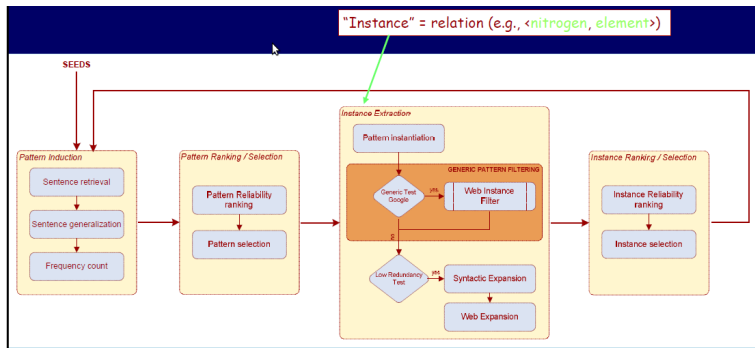 “Instance” = relation (e.g., <nitrogen, element>)
SEEDS
Pattern Induction
Sentence retrieval
Sentence generalization
Frequency count
Pattern Ranking / Selection
Pattern Reliability
ranking
Pattern selection
Instance Extraction
Pattern instantiation
GENERIC PATTERN FILTERING
Generic Test
Google
yes
Web Instance
Filter
Low Redundancy
Test
yes
Syntactic Expansion
Web Expansion
Instance Ranking / Selection
Instance Reliability
ranking
Instance selection